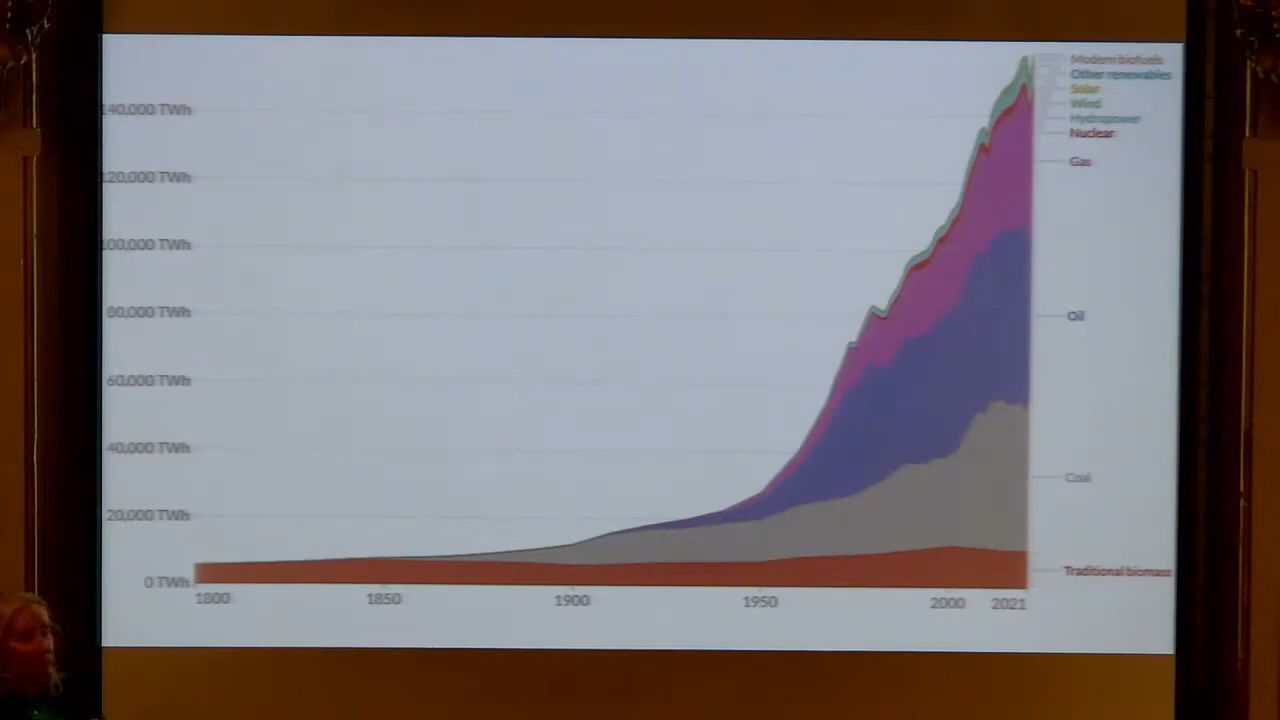 140,000 TWh
120,000 TWh
100,000 TWh
80,000 TWh
60,000 TWh
40,000 TWh
20,000 TWh
0 TWh
1800 1850 1900 1950 2000 2021
Modern biofuels
Other renewables
Solar
Wind
Hydropower
Nuclear
Gas
Oil
Coal
Traditional biomass